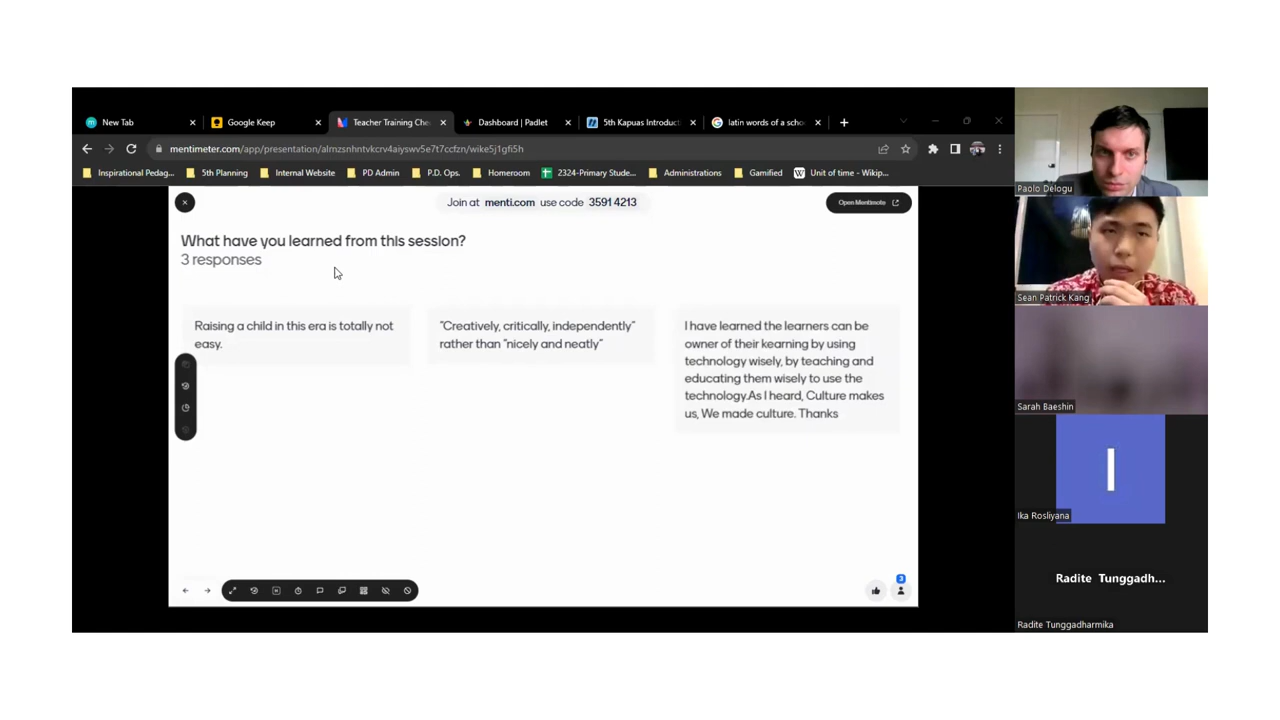 New Tab
Google Keep
Teacher Training Che
Dashboard | Padlet
5th Kapuas Introducti
latin words of a scho
mentimeter.com/app/presentation/almzsnhntvkcrv4aiyswv5e7t7ccfzn/wike5j1gfi5h
Inspirational Pedag...
5th Planning
Internal Website
PD Admin
P.D. Ops.
Homeroom
2324-Primary Stude...
Administrations
Gamified
W Unit of time - Wikip...
Join at menti.com use code 3591 4213
Open Mentimote
What have you learned from this session?
3 responses
Raising a child in this era is totally not
easy.
"Creatively, critically, independently"
rather than "nicely and neatly"
I have learned the learners can be
owner of their kearning by using
technology wisely, by teaching and
educating them wisely to use the
technology.As I heard, Culture makes
us, We made culture. Thanks
3
Paolo Delogu
Sean Patrick Kang
Sarah Baeshin
I
Ika Rosliyana
Radite Tunggadh...
Radite Tunggadharmika